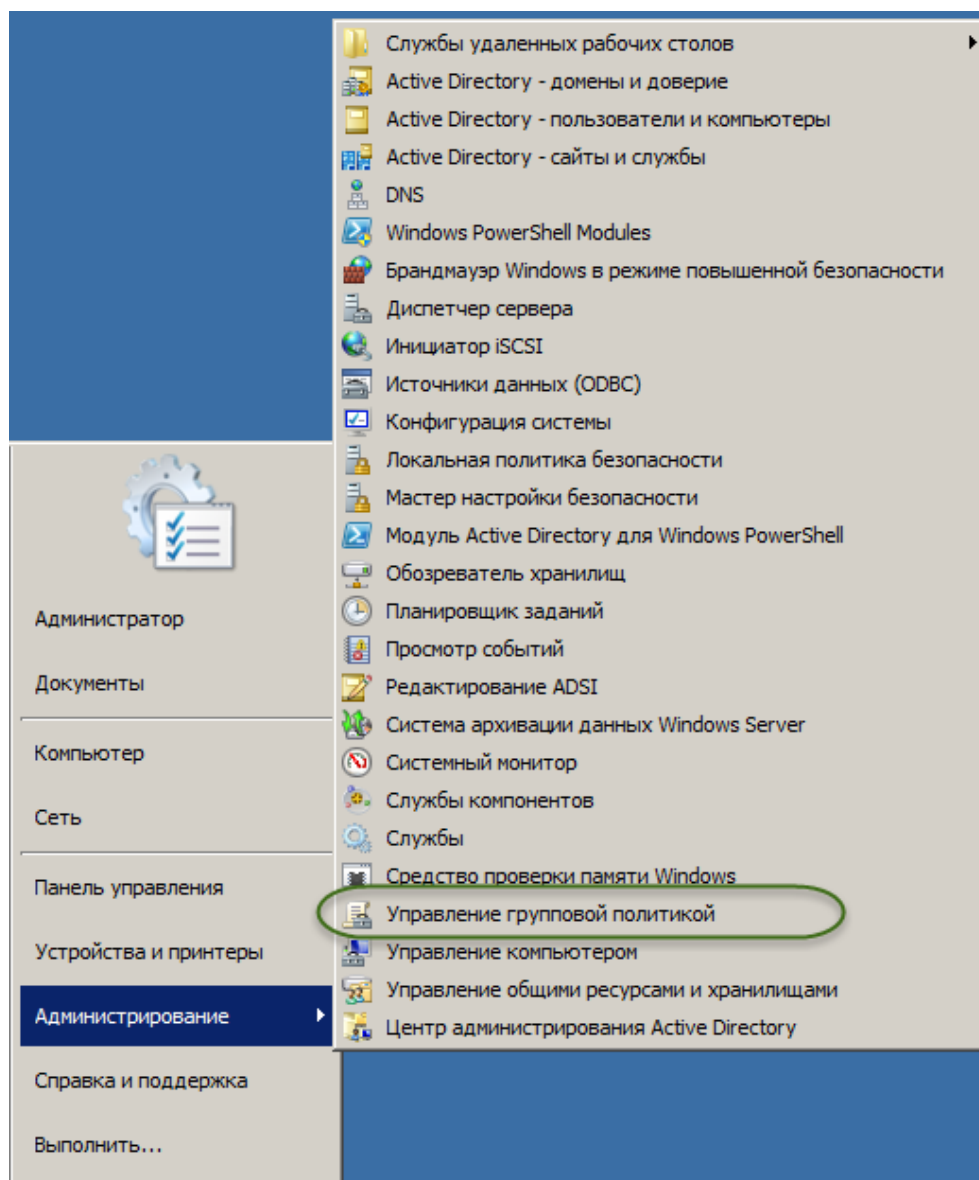 Службы удаленных рабочих столов
Active Directory - домены и доверие
Active Directory - пользователи и компьютеры
Active Directory - сайты и службы
DNS
Windows PowerShell Modules
Брандмауэр Windows в режиме повышенной безопасности
Диспетчер сервера
Инициатор iSCSI
Источники данных (ODBC)
Конфигурация системы
Локальная политика безопасности
Мастер настройки безопасности
Модуль Active Directory для Windows PowerShell
Обозреватель хранилищ
Планировщик заданий
Просмотр событий
Редактирование ADSI
Система архивации данных Windows Server
Системный монитор
Службы компонентов
Службы
Средство проверки памяти Windows
Управление групповой политикой
Управление компьютером
Управление общими ресурсами и хранилищами
Центр администрирования Active Directory
Администратор
Документы
Компьютер
Сеть
Панель управления
Устройства и принтеры
Администрирование
Справка и поддержка
Выполнить...